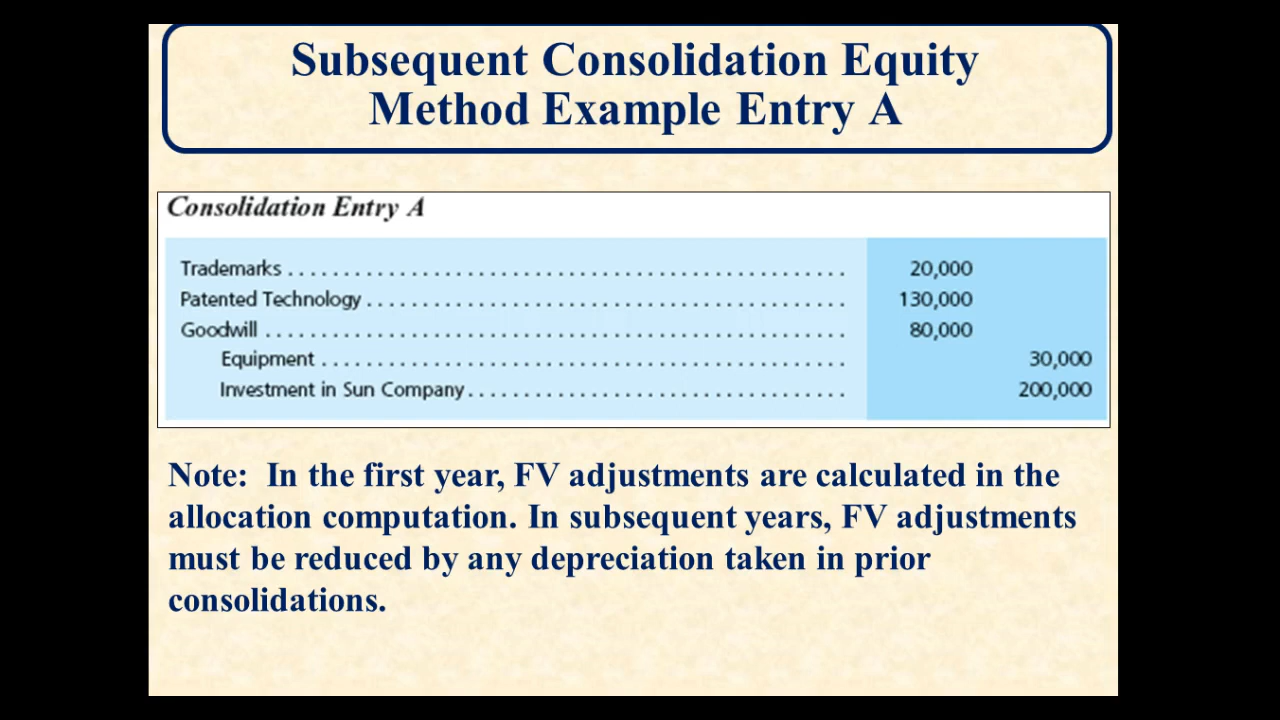 Subsequent Consolidation Equity
Method Example Entry A
Consolidation Entry A
Trademarks . . . . . . . . . . . . . . . . . . . . . . . . . . . . . . . . . . . . . . . . . . . . . . . . . . . 20,000
Patented Technology . . . . . . . . . . . . . . . . . . . . . . . . . . . . . . . . . . . . . . . . . . . 130,000
Goodwill . . . . . . . . . . . . . . . . . . . . . . . . . . . . . . . . . . . . . . . . . . . . . . . . . . . . . 80,000
Equipment . . . . . . . . . . . . . . . . . . . . . . . . . . . . . . . . . . . . . . . . . . . . . . . . 30,000
Investment in Sun Company . . . . . . . . . . . . . . . . . . . . . . . . . . . . . . . . . . 200,000
Note: In the first year, FV adjustments are calculated in the
allocation computation. In subsequent years, FV adjustments
must be reduced by any depreciation taken in prior
consolidations.